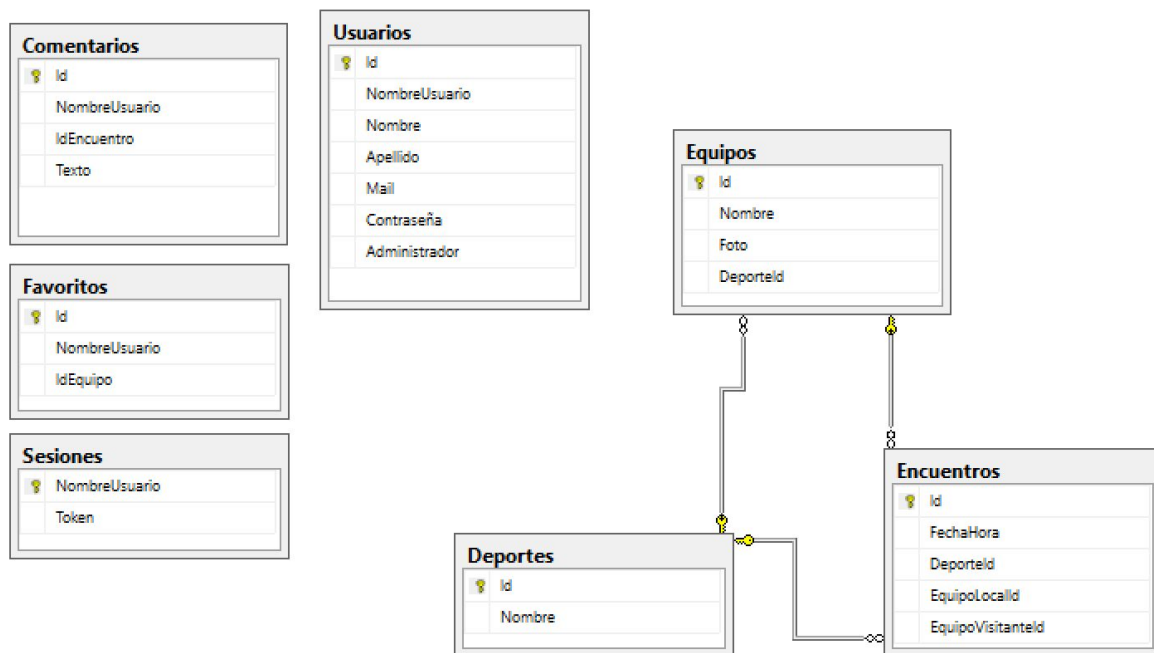 Comentarios
Id
NombreUsuario
IdEncuentro
Texto
Favoritos
Id
NombreUsuario
IdEquipo
Sesiones
NombreUsuario
Token
Usuarios
Id
NombreUsuario
Nombre
Apellido
Mail
Contraseña
Administrador
Equipos
Id
Nombre
Foto
DeporteId
Deportes
Id
Nombre
Encuentros
Id
FechaHora
DeporteId
EquipoLocalId
EquipoVisitanteId